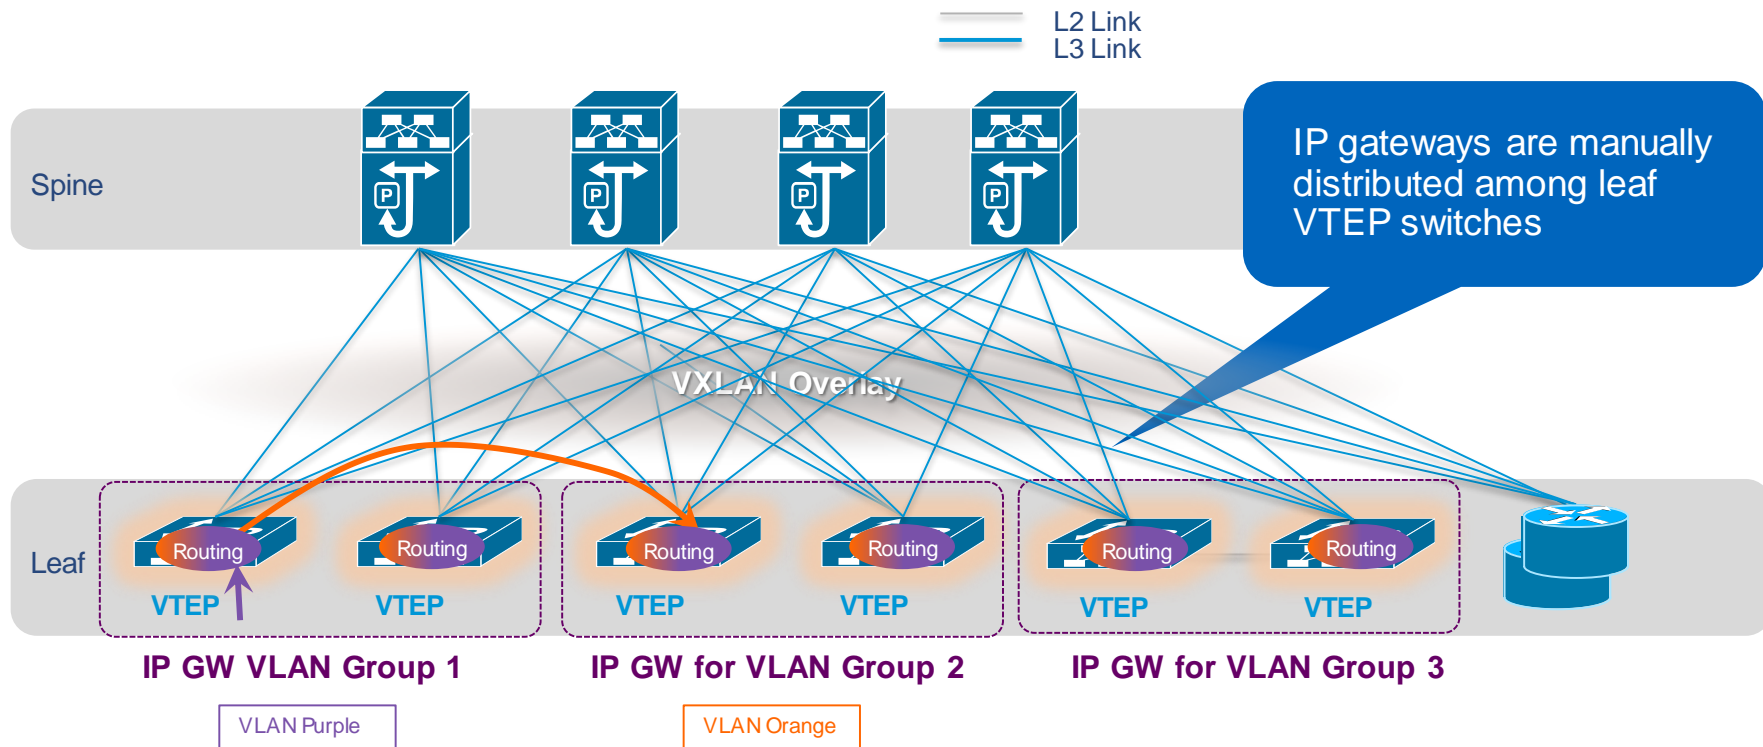 L2 Link
L3 Link
IP gateways are manually
distributed among leaf
VTEP switches
Spine
P P P P
VXLAN Overlay
Leaf
Routing Routing Routing Routing Routing Routing
VTEP VTEP VTEP VTEP VTEP VTEP
IP GW VLAN Group 1 IP GW for VLAN Group 2 IP GW for VLAN Group 3
VLAN Purple VLAN Orange